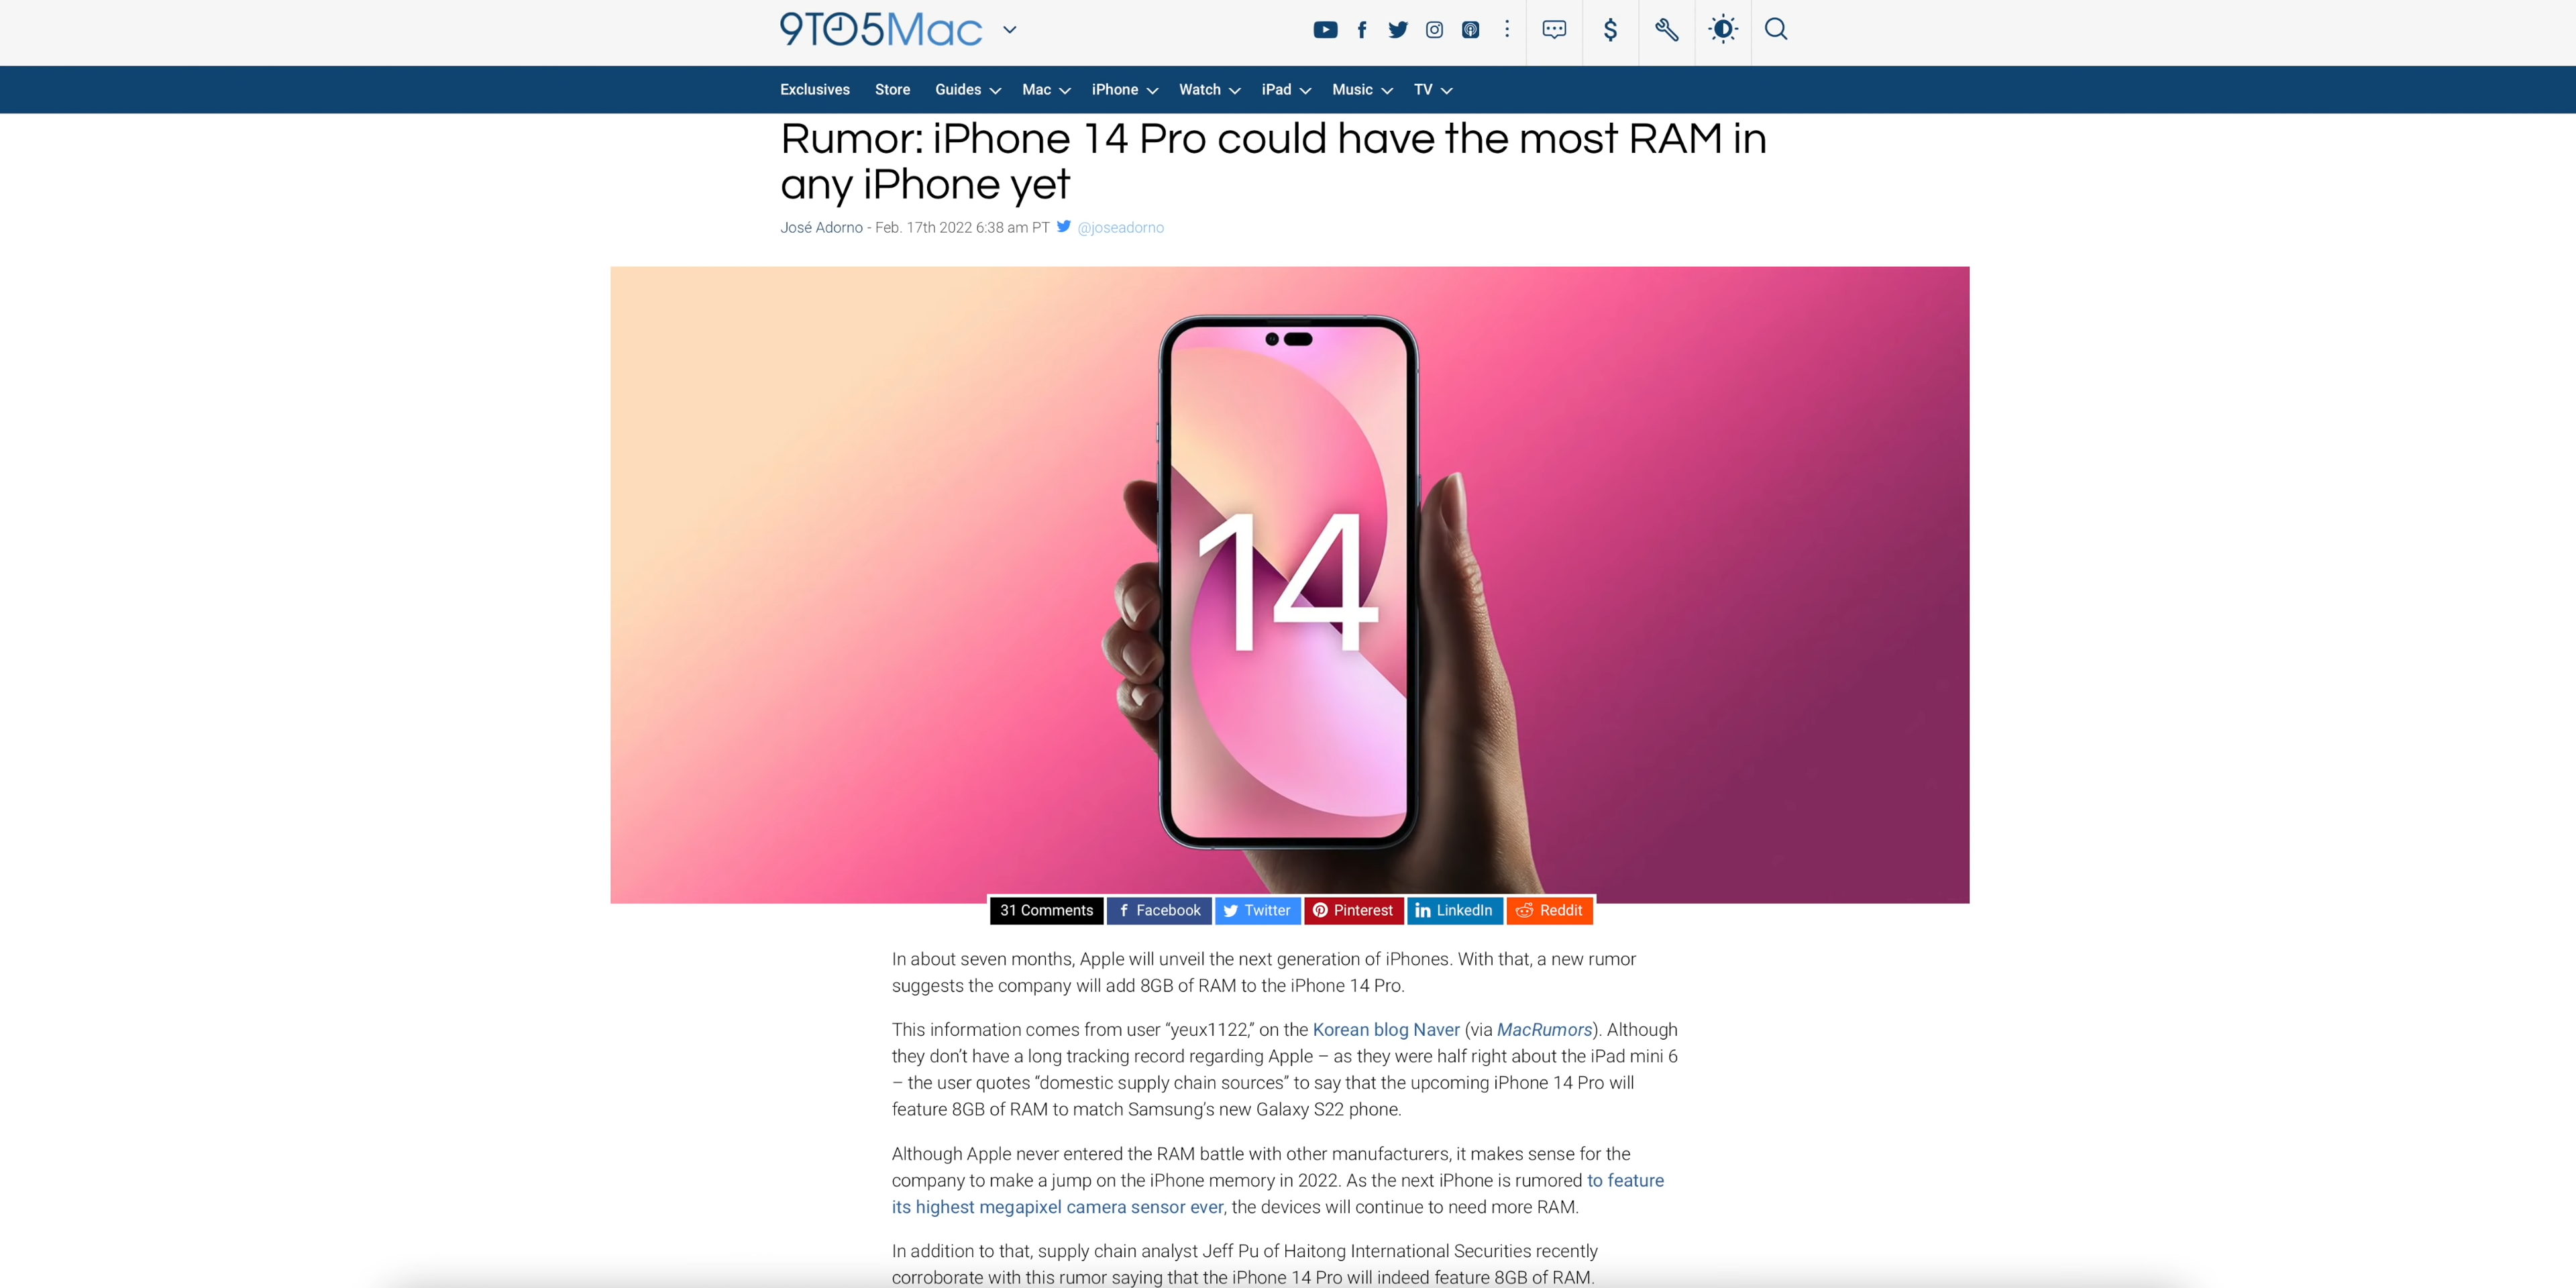 9TO5Mac
Exclusives Store Guides Mac iPhone Watch iPad Music TV
Rumor: iPhone 14 Pro could have the most RAM in
any iPhone yet
José Adorno - Feb. 17th 2022 6:38 am PT @joseadorno
14
31 Comments Facebook Twitter Pinterest LinkedIn Reddit
In about seven months, Apple will unveil the next generation of iPhones. With that, a new rumor
suggests the company will add 8GB of RAM to the iPhone 14 Pro.
This information comes from user “yeux1122,” on the Korean blog Naver (via MacRumors). Although
they don’t have a long tracking record regarding Apple – as they were half right about the iPad mini 6
– the user quotes “domestic supply chain sources” to say that the upcoming iPhone 14 Pro will
feature 8GB of RAM to match Samsung’s new Galaxy S22 phone.
Although Apple never entered the RAM battle with other manufacturers, it makes sense for the
company to make a jump on the iPhone memory in 2022. As the next iPhone is rumored to feature
its highest megapixel camera sensor ever, the devices will continue to need more RAM.
In addition to that, supply chain analyst Jeff Pu of Haitong International Securities recently
corroborate with this rumor saying that the iPhone 14 Pro will indeed feature 8GB of RAM.